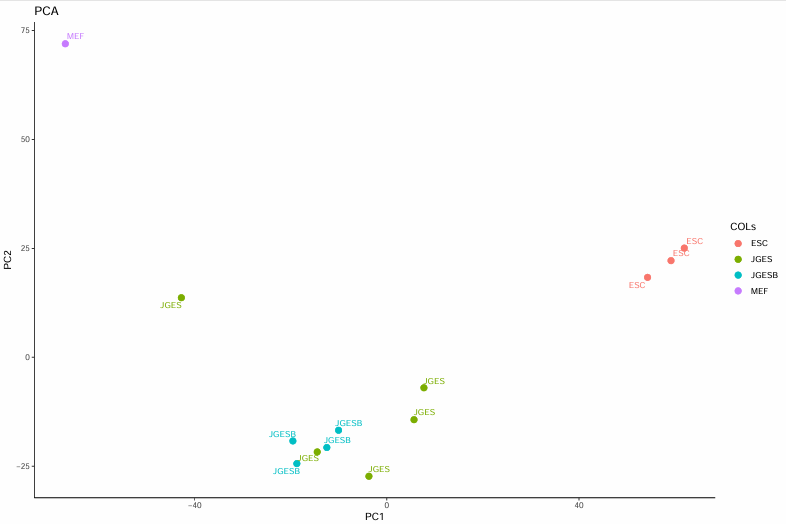 PCA
75
MEF
50
COLs
ESC
ESC
25
ESC
ESC
JGES
PC2
JGESB
MEF
JGES
0
JGES
JGES
JGESB
JGESB
JGESB
JGES
JGESB
JGES
−25
−40
0
40
PC1